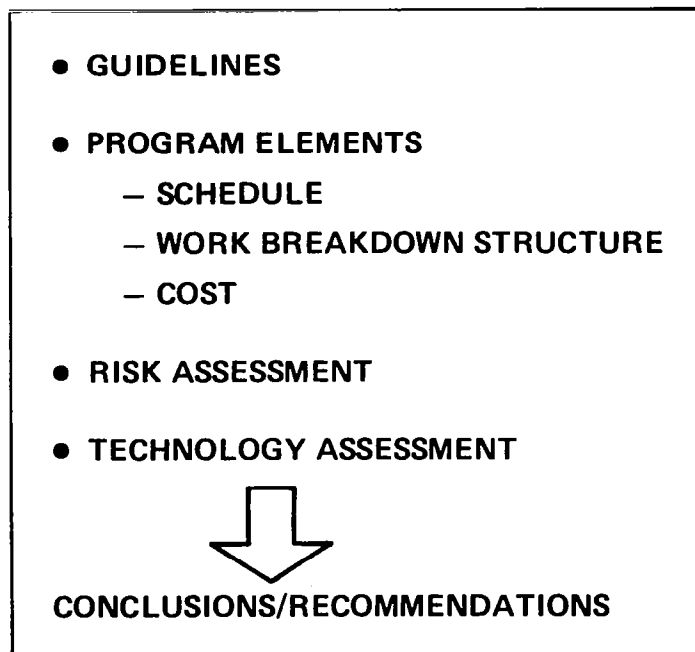 ● GUIDELINES
● PROGRAM ELEMENTS
– SCHEDULE
– WORK BREAKDOWN STRUCTURE
– COST
● RISK ASSESSMENT
● TECHNOLOGY ASSESSMENT
CONCLUSIONS/RECOMMENDATIONS